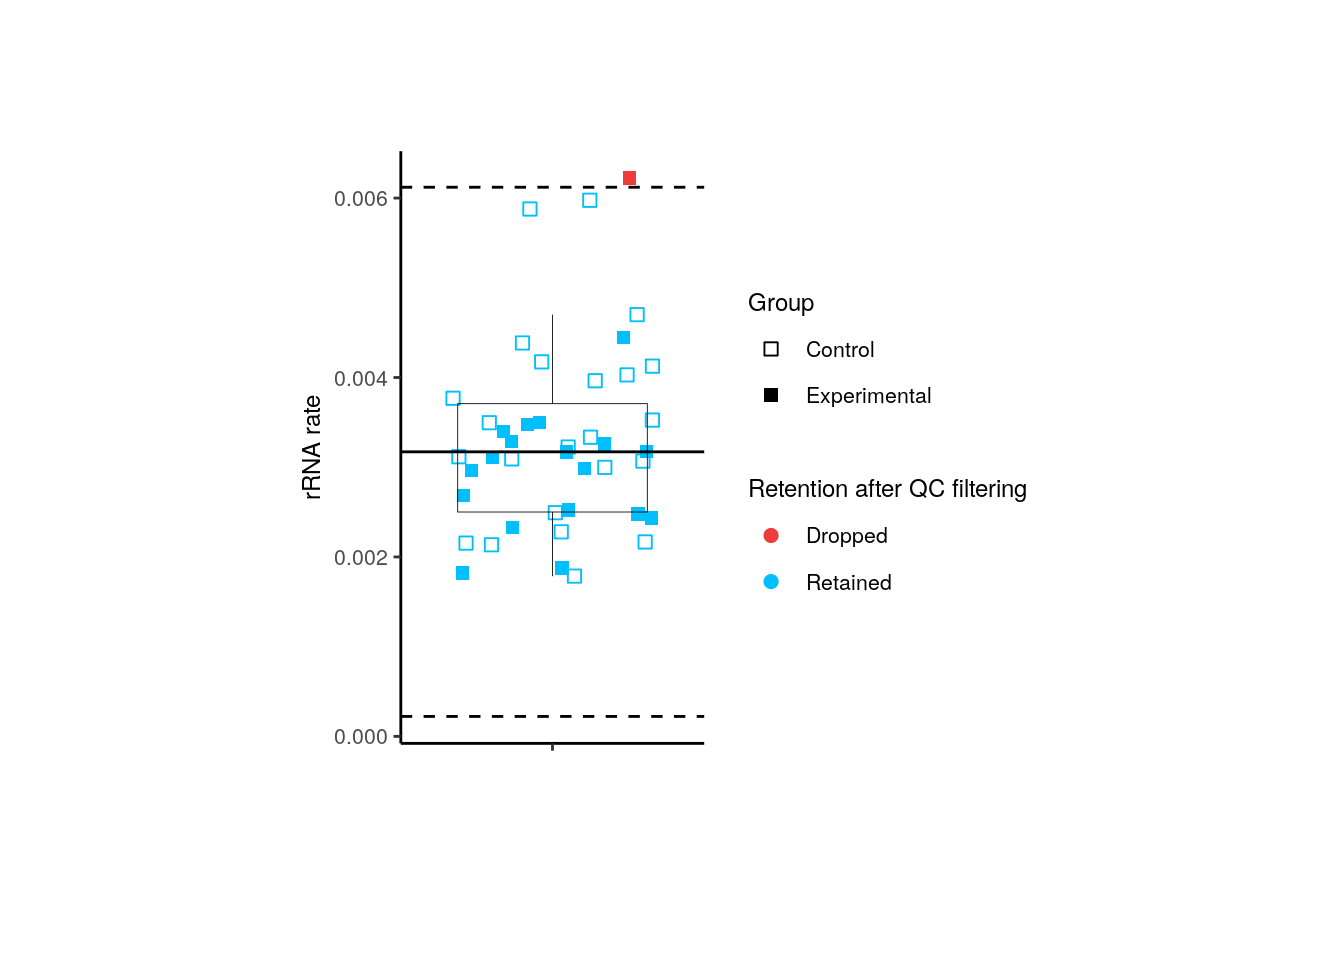 rRNA rate
0.006
0.004
0.002
0.000
Group
Control
Experimental
Retention after QC filtering
Dropped
Retained